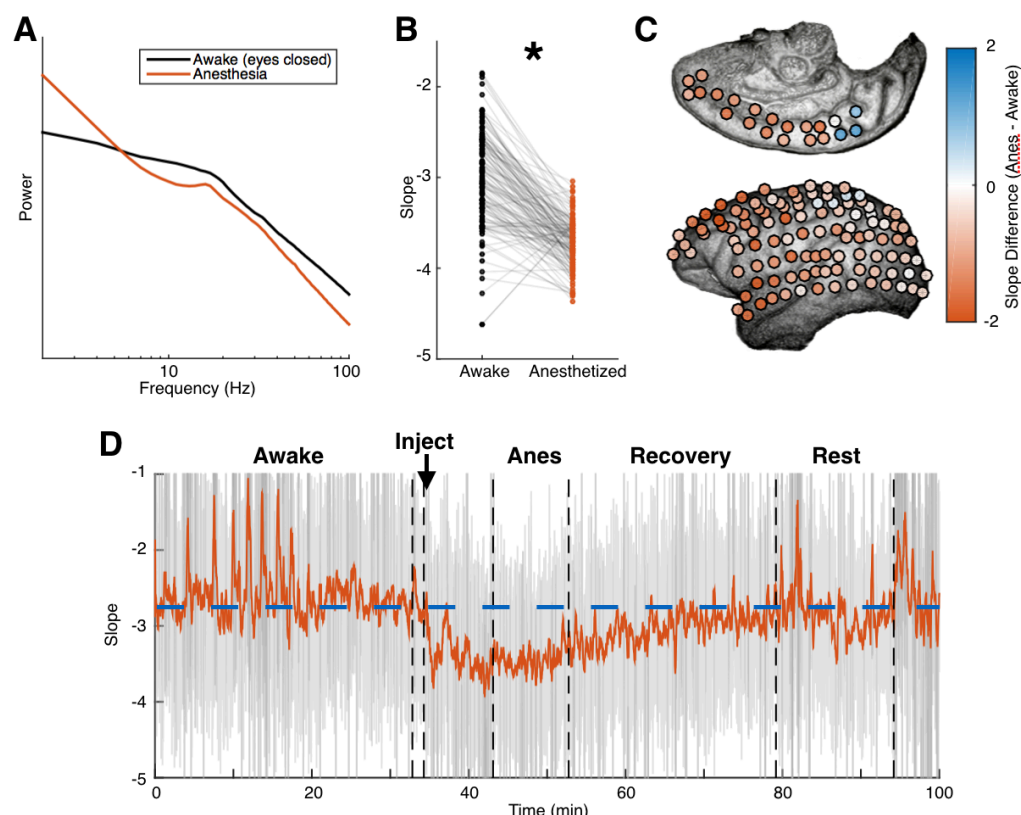 A
Awake (eyes closed)
Anesthesia
Power
10
100
Frequency (Hz)
B
*
-2
-3
-4
-5
Slope
Awake
Anesthetized
C
2
0
-2
Slope Difference (Anes - Awake)
D
Awake
Inject
Anes
Recovery
Rest
-1
-2
-3
-4
-5
Slope
0
20
40
60
80
100
Time (min)